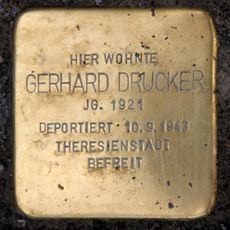 HIER WOHNTE
GERHARD DRUCKER
JG. 1921
DEPORTIERT 10.9.1943
THERESIENSTADT
BEFREIT